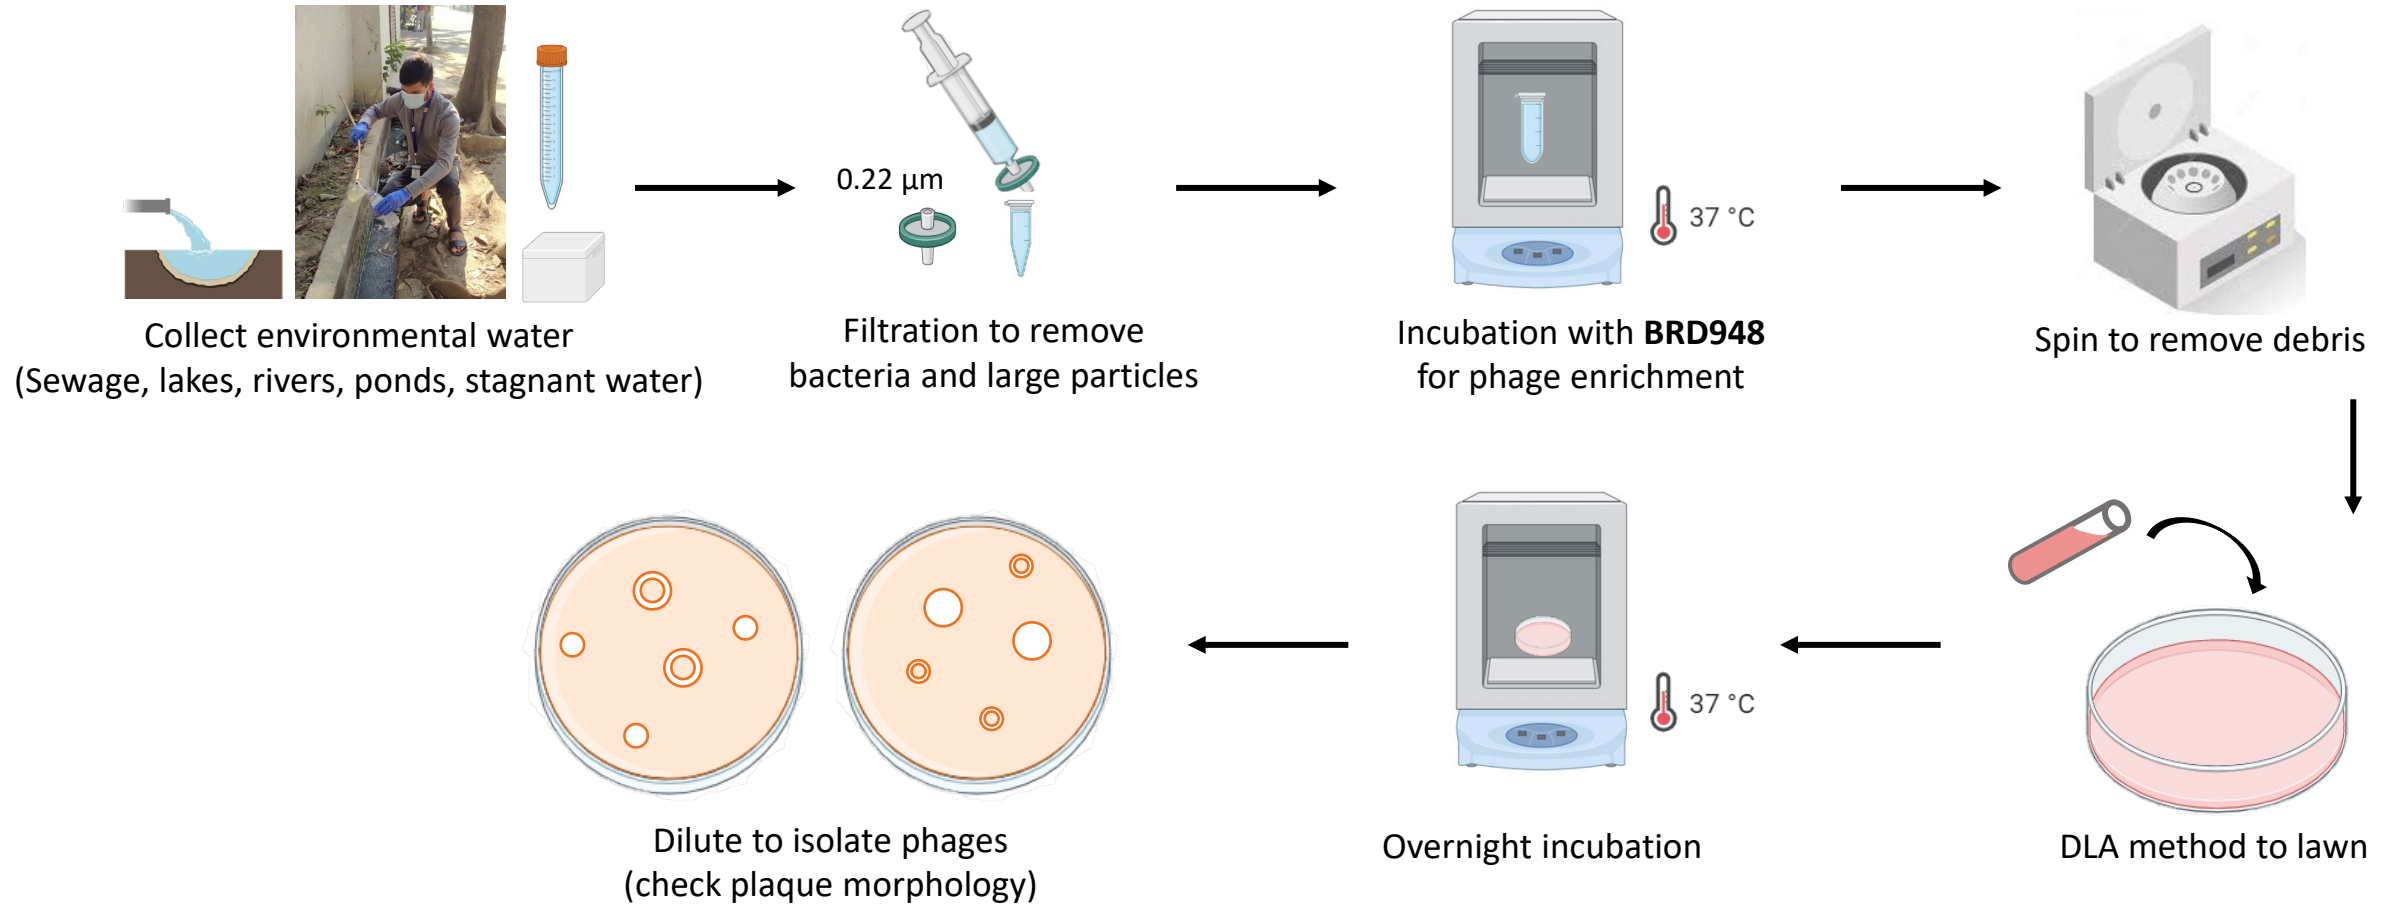 Collect environmental water
(Sewage, lakes, rivers, ponds, stagnant water)
0.22 µm
Filtration to remove
bacteria and large particles
37 °C
Incubation with BRD948
for phage enrichment
Spin to remove debris
DLA method to lawn
37 °C
Overnight incubation
Dilute to isolate phages
(check plaque morphology)